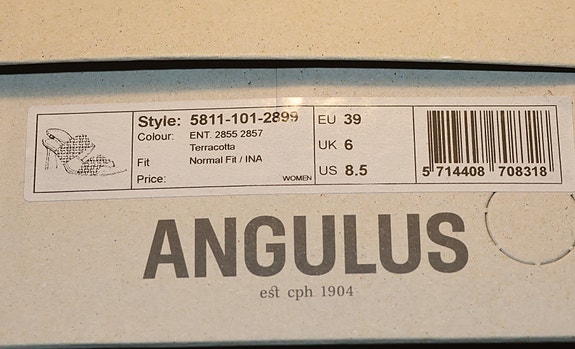 Style: 5811-101-2899
Colour: ENT. 2855 2857
Terracotta
Fit Normal Fit / INA
Price:
WOMEN
EU 39
UK 6
US 8.5
5 714408 708318
ANGULUS
est cph 1904